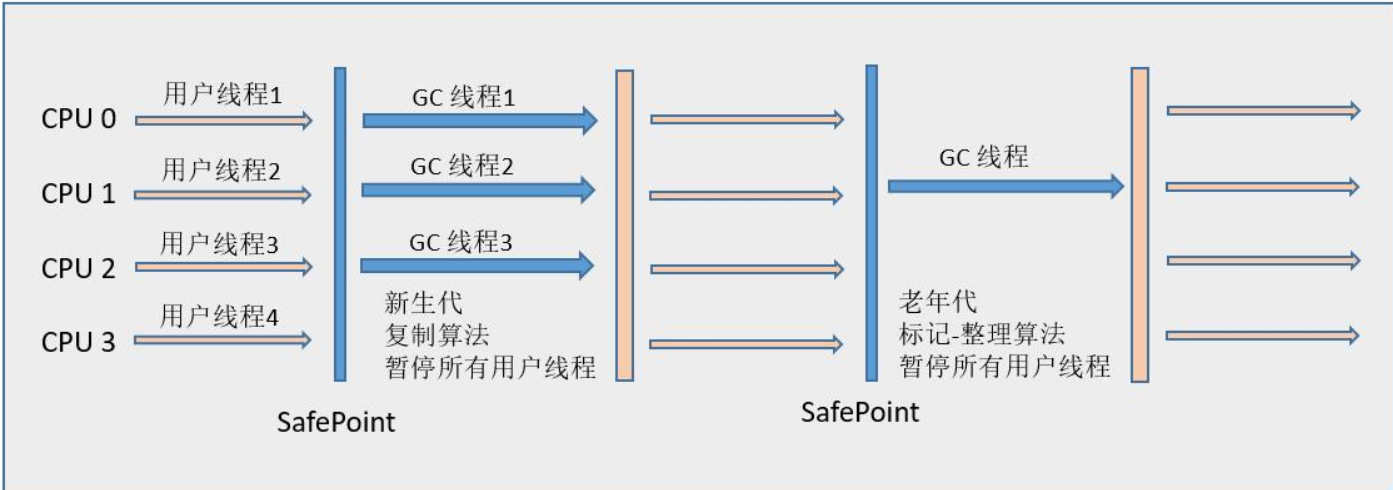 CPU 0
用户线程1
GC 线程1
CPU 1
用户线程2
GC 线程2
GC 线程
CPU 2
用户线程3
GC 线程3
CPU 3
用户线程4
新生代
复制算法
暂停所有用户线程
老年代
标记-整理算法
暂停所有用户线程
SafePoint
SafePoint